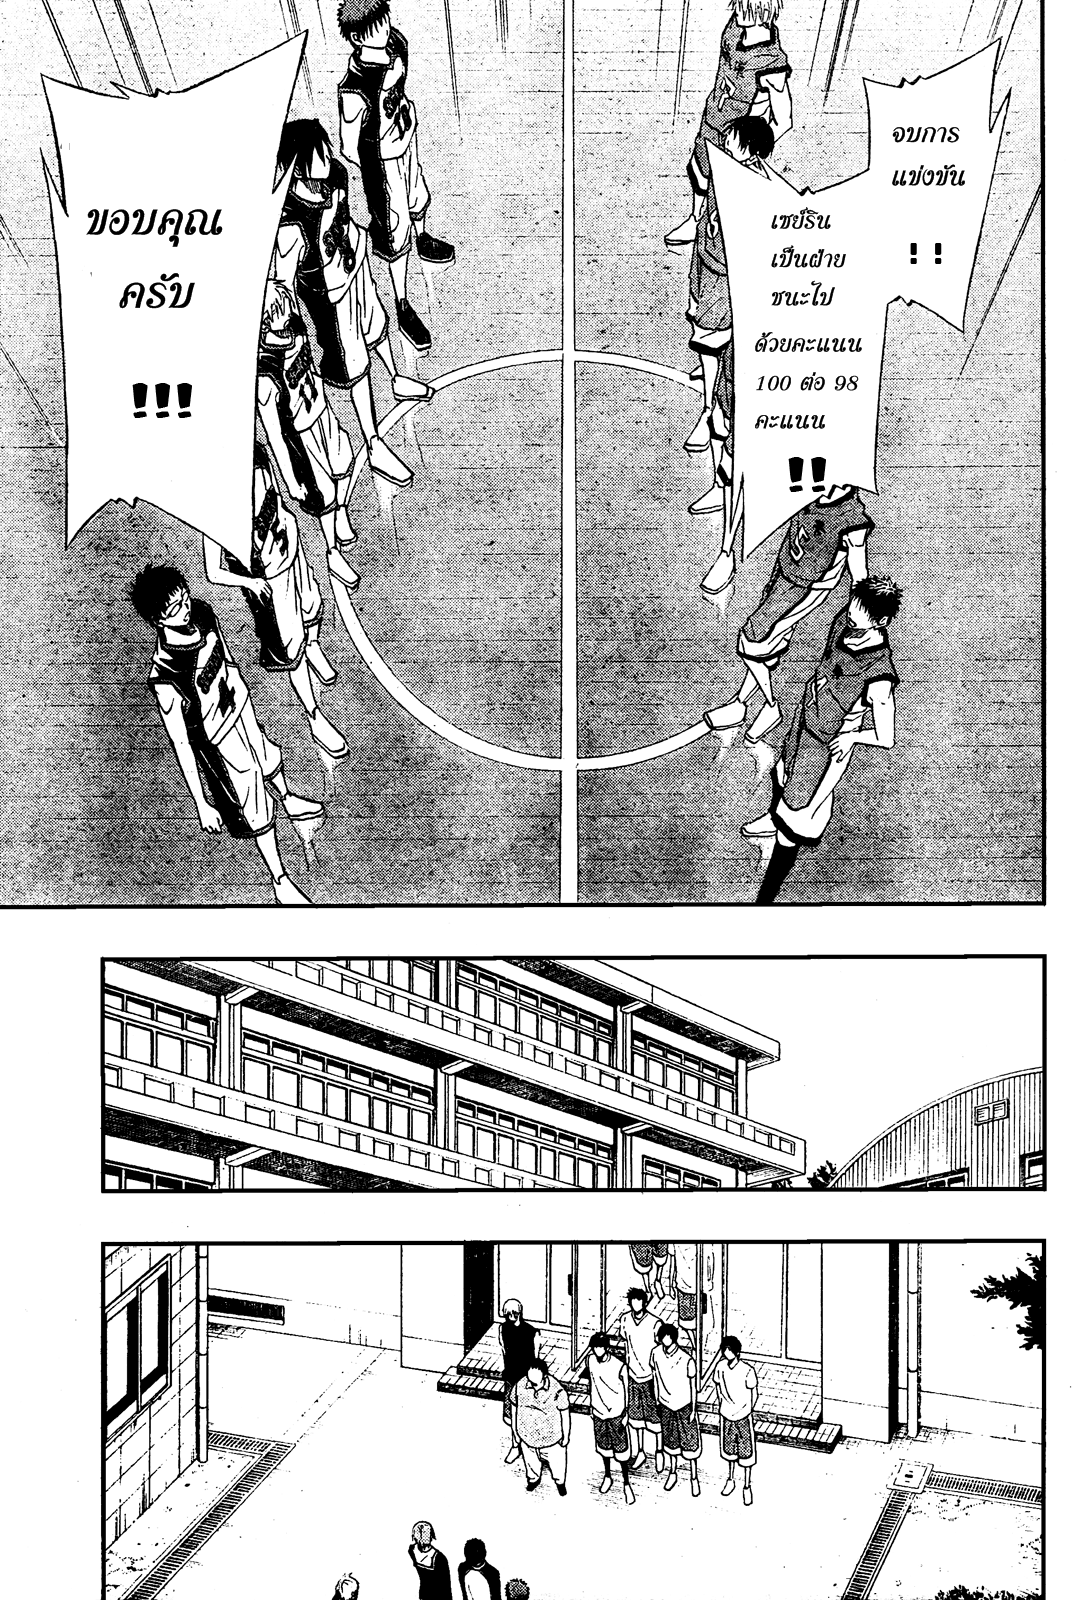 จบการ
แข่งขัน
!!
เซย์ริน
เป็นฝ่าย
ชนะไป
ด้วยคะแนน
100 ต่อ 98
คะแนน
!!
ขอบคุณ
ครับ
!!!